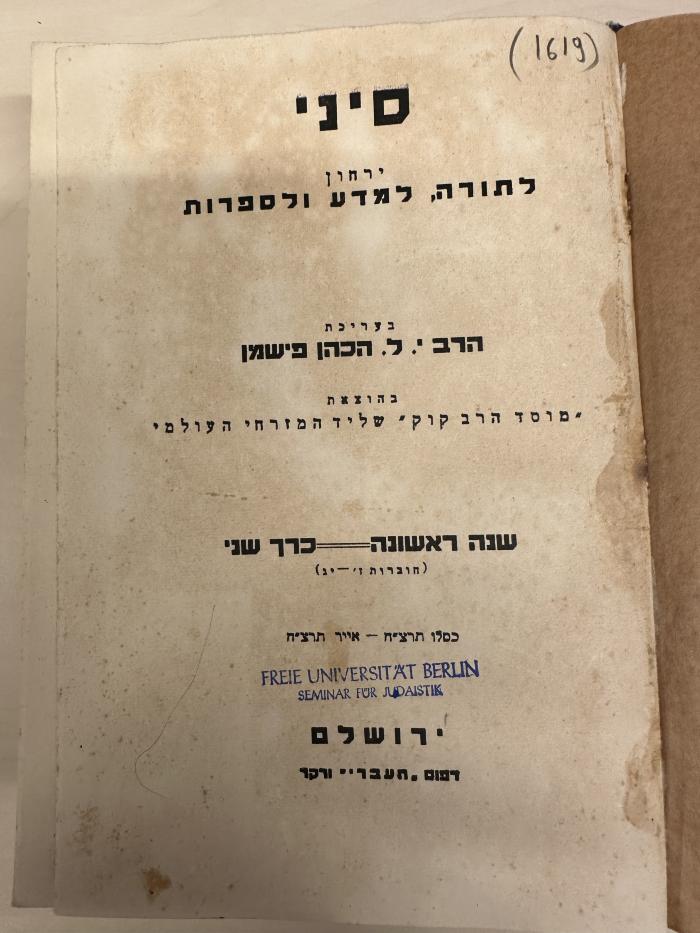 (1619)
סיני
ירחון
לתורה, למדע ולספרות
בעריכת
הרב י. ל. הכהן פישמן
בהוצאת
״מוסד הרב קוק״ שליד המזרחי העולמי
שנה ראשונה══כרך שני
(חוברות ז׳—יג)
כסלו תרצ״ח — אייר תרצ״ח
FREIE UNIVERSITÄT BERLIN
SEMINAR FÜR JUDAISTIK
ירושלם
דפוס „העברי״ ורקר